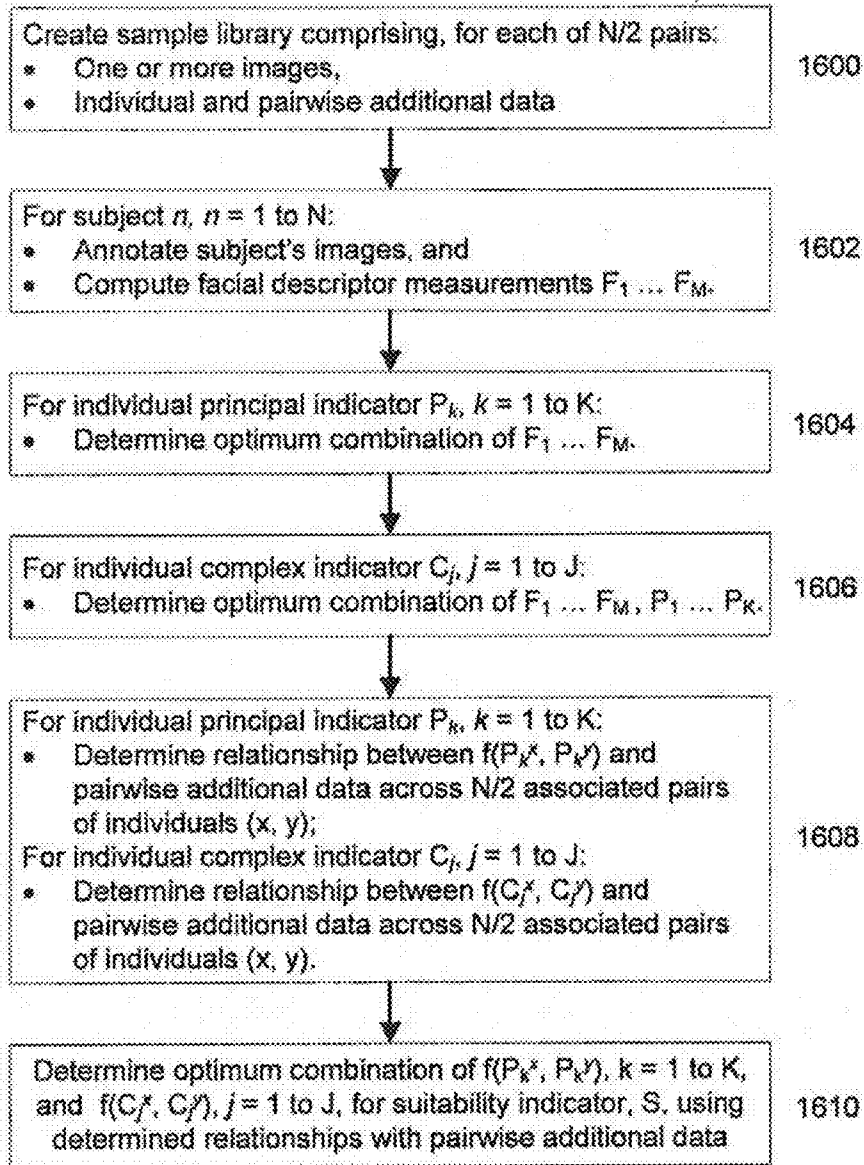 Create sample library comprising, for each of N/2 pairs:
• One or more images,
• Individual and pairwise additional data
1600
For subject n, n = 1 to N:
• Annotate subject's images, and
• Compute facial descriptor measurements F₁ ... F_M.
1602
For individual principal indicator Pₖ, k = 1 to K:
• Determine optimum combination of F₁ ... F_M.
1604
For individual complex indicator Cⱼ, j = 1 to J:
• Determine optimum combination of F₁ ... F_M, P₁ ... P_K.
1606
For individual principal indicator Pₖ, k = 1 to K:
• Determine relationship between f(Pₖˣ, Pₖʸ) and
pairwise additional data across N/2 associated pairs
of individuals (x, y);
For individual complex indicator Cⱼ, j = 1 to J:
• Determine relationship between f(Cⱼˣ, Cⱼʸ) and
pairwise additional data across N/2 associated pairs
of individuals (x, y).
1608
Determine optimum combination of f(Pₖˣ, Pₖʸ), k = 1 to K,
and f(Cⱼˣ, Cⱼʸ), j = 1 to J, for suitability indicator, S, using
determined relationships with pairwise additional data
1610